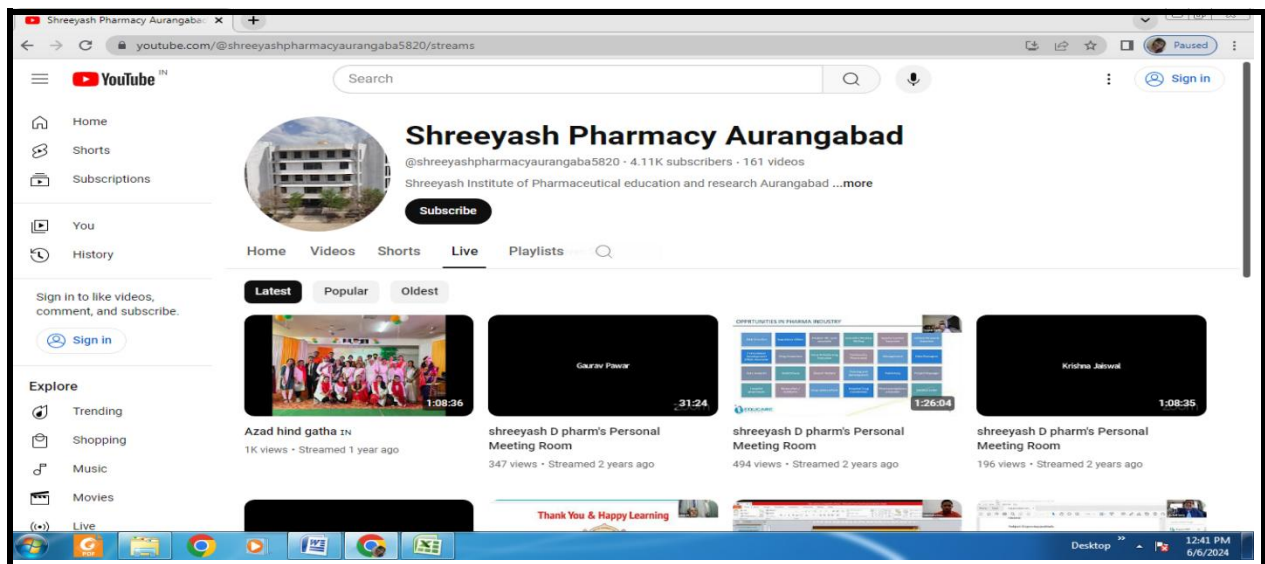 Shreeyash Pharmacy Aurangabad
youtube.com/@shreeyashpharmacyaurangaba5820/streams
Paused
YouTube IN
Search
Sign in
Home
Shorts
Subscriptions
You
History
Sign in to like videos,
comment, and subscribe.
Sign in
Explore
Trending
Shopping
Music
Movies
Live
Shreeyash Pharmacy Aurangabad
@shreeyashpharmacyaurangaba5820 · 4.11K subscribers · 161 videos
Shreeyash Institute of Pharmaceutical education and research Aurangabad ...more
Subscribe
Home Videos Shorts Live Playlists
Latest Popular Oldest
1:08:36
Azad hind gatha IN
1K views • Streamed 1 year ago
Gaurav Pawar
31:24
shreeyash D pharm's Personal
Meeting Room
347 views • Streamed 2 years ago
OPPRTUNITIES IN PHARMA INDUSTRY
1:26:04
shreeyash D pharm's Personal
Meeting Room
494 views • Streamed 2 years ago
Krishna Jaiswal
1:08:35
shreeyash D pharm's Personal
Meeting Room
196 views • Streamed 2 years ago
Thank You & Happy Learning
Desktop
12:41 PM
6/6/2024